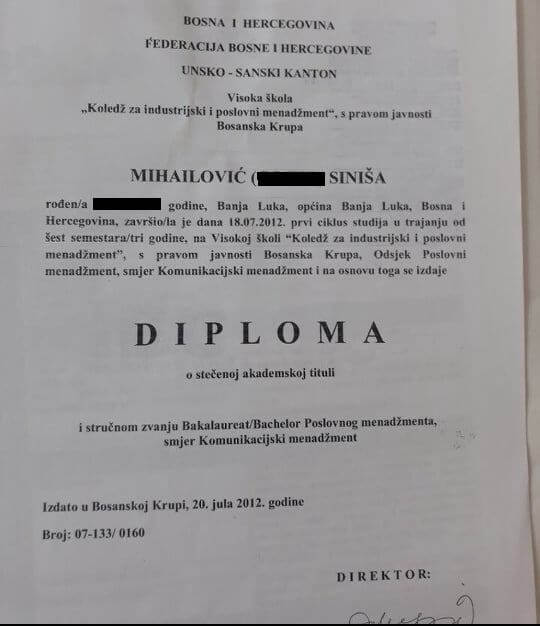 BOSNA I HERCEGOVINA
FEDERACIJA BOSNE I HERCEGOVINE
UNSKO - SANSKI KANTON
Visoka škola
„Koledž za industrijski i poslovni menadžment“, s pravom javnosti
Bosanska Krupa
MIHAILOVIĆ ( SINIŠA
rođen/a godine, Banja Luka, općina Banja Luka, Bosna i
Hercegovina, završio/la je dana 18.07.2012. prvi ciklus studija u trajanju od
šest semestara/tri godine, na Visokoj školi “Koledž za industrijski i poslovni
menadžment”, s pravom javnosti Bosanska Krupa, Odsjek Poslovni
menadžment, smjer Komunikacijski menadžment i na osnovu toga se izdaje
DIPLOMA
o stečenoj akademskoj tituli
i stručnom zvanju Bakalaureat/Bachelor Poslovnog menadžmenta,
smjer Komunikacijski menadžment
Izdato u Bosanskoj Krupi, 20. jula 2012. godine
Broj: 07-133/ 0160
DIREKTOR: